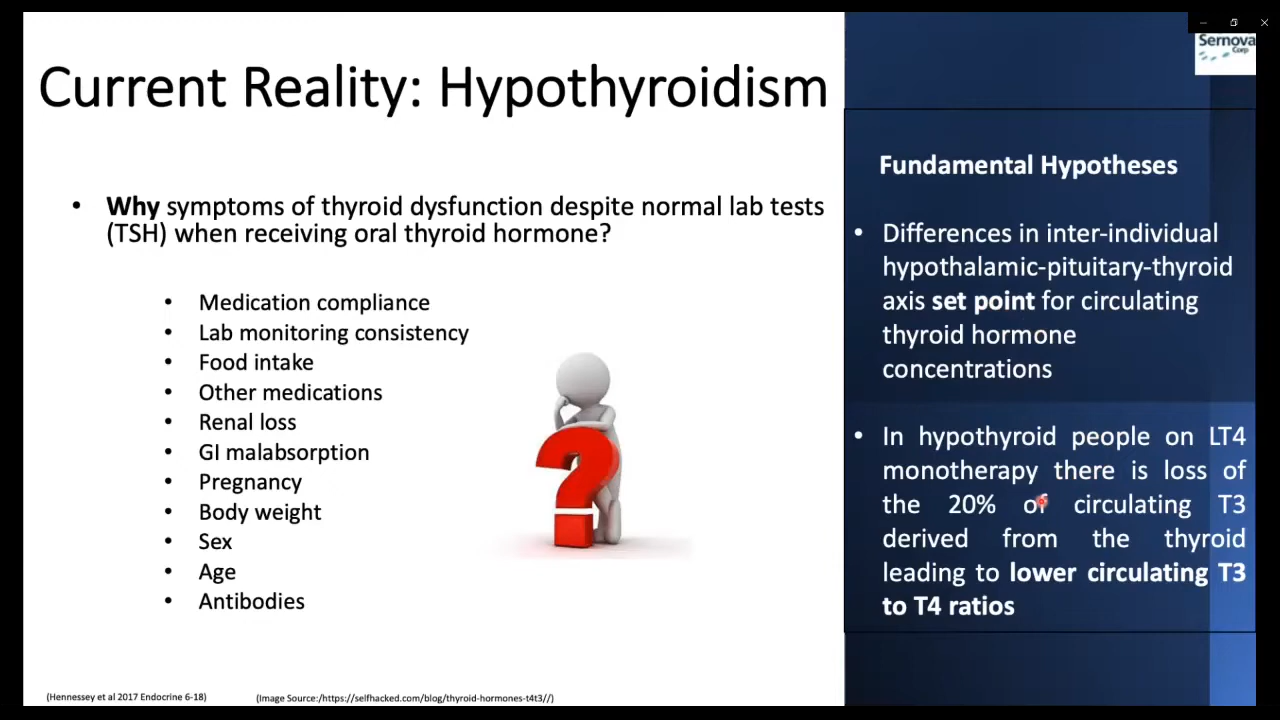 Sernova
Corp
Current Reality: Hypothyroidism
• Why symptoms of thyroid dysfunction despite normal lab tests
(TSH) when receiving oral thyroid hormone?
• Medication compliance
• Lab monitoring consistency
• Food intake
• Other medications
• Renal loss
• GI malabsorption
• Pregnancy
• Body weight
• Sex
• Age
• Antibodies
(Hennessey et al 2017 Endocrine 6-18)
(Image Source:/https://selfhacked.com/blog/thyroid-hormones-t4t3//)
Fundamental Hypotheses
• Differences in inter-individual
hypothalamic-pituitary-thyroid
axis set point for circulating
thyroid hormone
concentrations
• In hypothyroid people on LT4
monotherapy there is loss of
the 20% of circulating T3
derived from the thyroid
leading to lower circulating T3
to T4 ratios